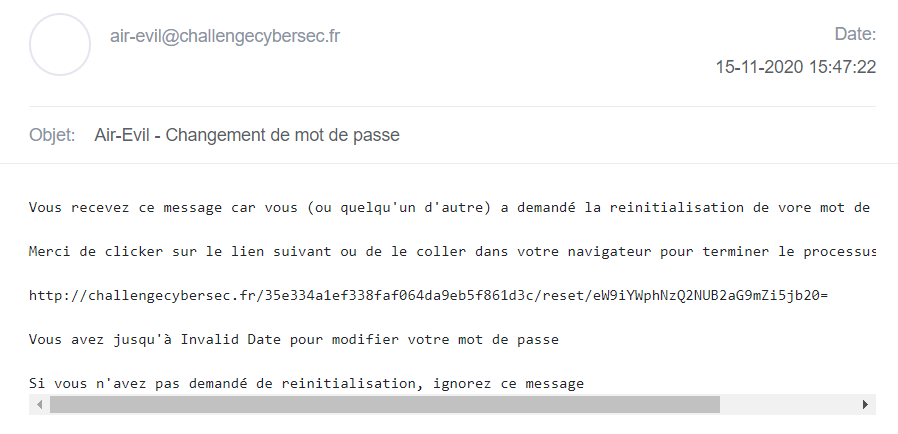 air-evil@challengecybersec.fr
Date:
15-11-2020 15:47:22
Objet: Air-Evil - Changement de mot de passe
Vous recevez ce message car vous (ou quelqu'un d'autre) a demandé la reinitialisation de vore mot de
Merci de clicker sur le lien suivant ou de le coller dans votre navigateur pour terminer le processus
http://challengecybersec.fr/35e334a1ef338faf064da9eb5f861d3c/reset/eW9iYWphNzQ2NUB2aG9mZi5jb20=
Vous avez jusqu'à Invalid Date pour modifier votre mot de passe
Si vous n'avez pas demandé de reinitialisation, ignorez ce message